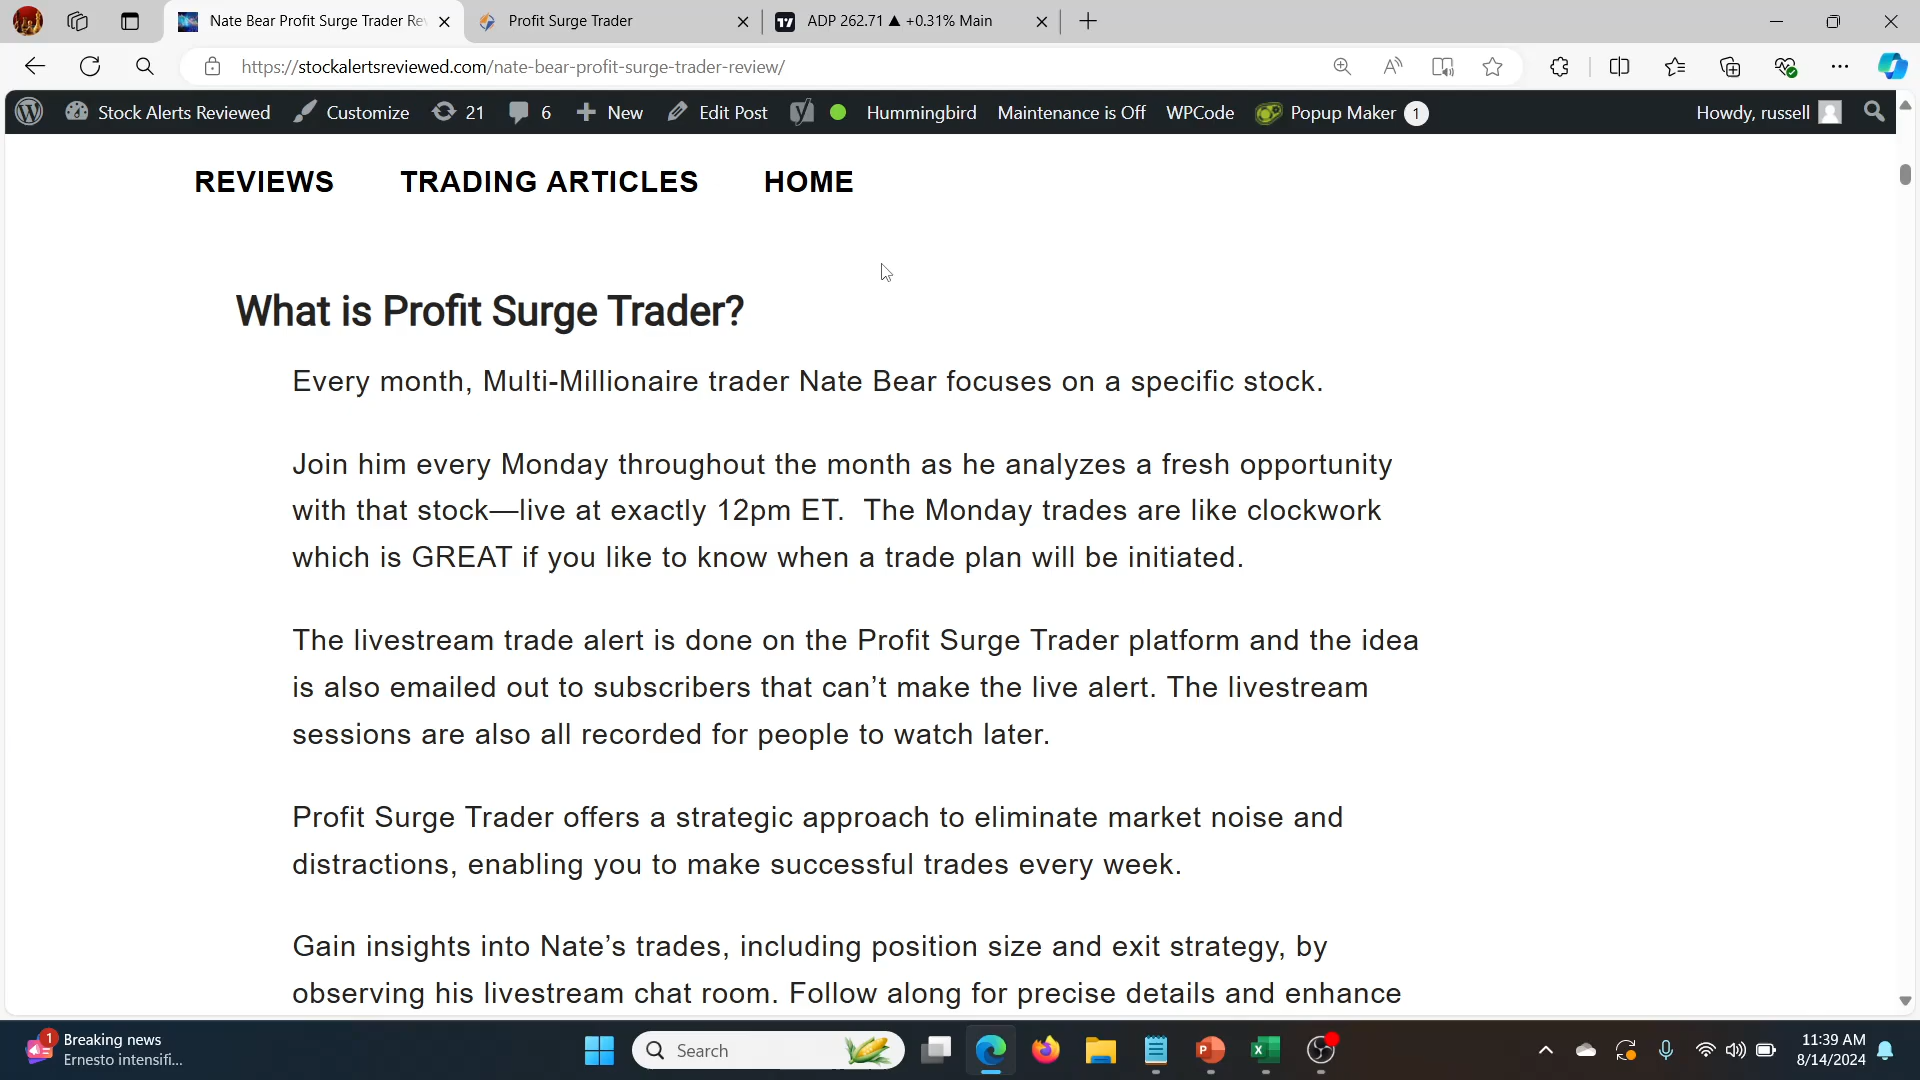 Nate Bear Profit Surge Trader Re
Profit Surge Trader
ADP 262.71 ▲ +0.31% Main
https://stockalertsreviewed.com/nate-bear-profit-surge-trader-review/
Stock Alerts Reviewed
Customize
21
6
New
Edit Post
Hummingbird
Maintenance is Off
WPCode
Popup Maker 1
Howdy, russell
REVIEWS
TRADING ARTICLES
HOME
What is Profit Surge Trader?
Every month, Multi-Millionaire trader Nate Bear focuses on a specific stock.
Join him every Monday throughout the month as he analyzes a fresh opportunity
with that stock—live at exactly 12pm ET.  The Monday trades are like clockwork
which is GREAT if you like to know when a trade plan will be initiated.
The livestream trade alert is done on the Profit Surge Trader platform and the idea
is also emailed out to subscribers that can’t make the live alert. The livestream
sessions are also all recorded for people to watch later.
Profit Surge Trader offers a strategic approach to eliminate market noise and
distractions, enabling you to make successful trades every week.
Gain insights into Nate’s trades, including position size and exit strategy, by
observing his livestream chat room. Follow along for precise details and enhance
1
Breaking news
Ernesto intensifi...
Search
11:39 AM
8/14/2024